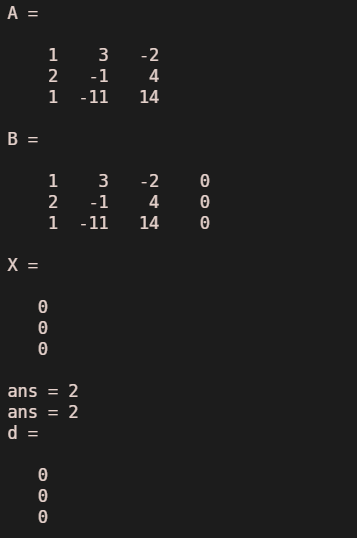 A =
1 3 -2
2 -1 4
1 -11 14
B =
1 3 -2 0
2 -1 4 0
1 -11 14 0
X =
0
0
0
ans = 2
ans = 2
d =
0
0
0